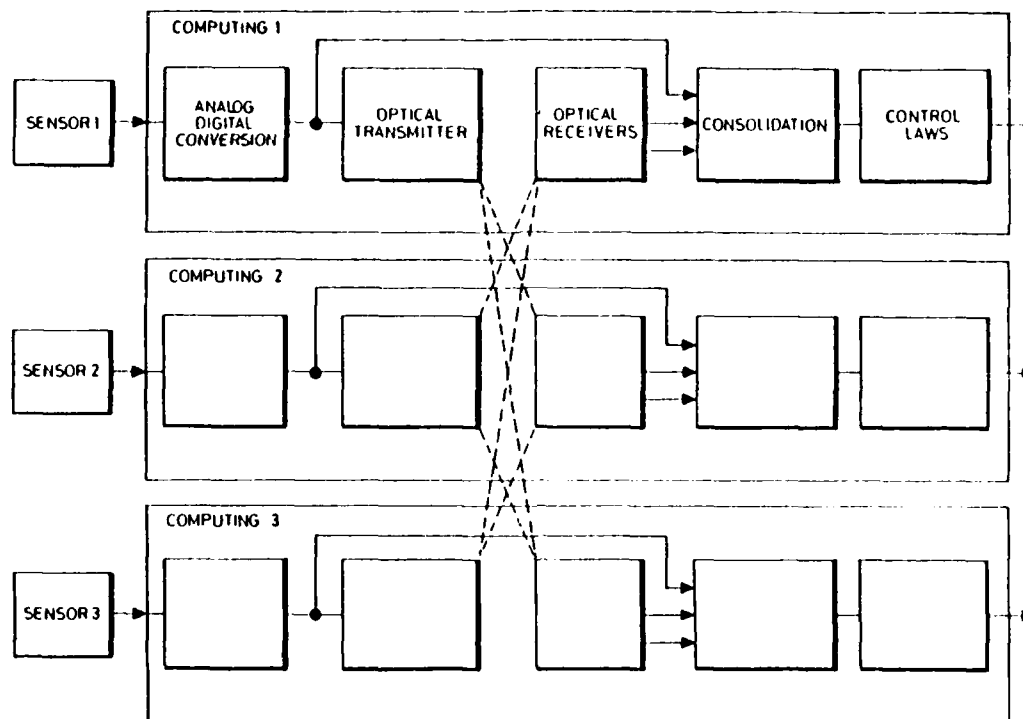 COMPUTING 1
SENSOR 1
ANALOG
DIGITAL
CONVERSION
OPTICAL
TRANSMITTER
OPTICAL
RECEIVERS
CONSOLIDATION
CONTROL
LAWS
COMPUTING 2
SENSOR 2
COMPUTING 3
SENSOR 3